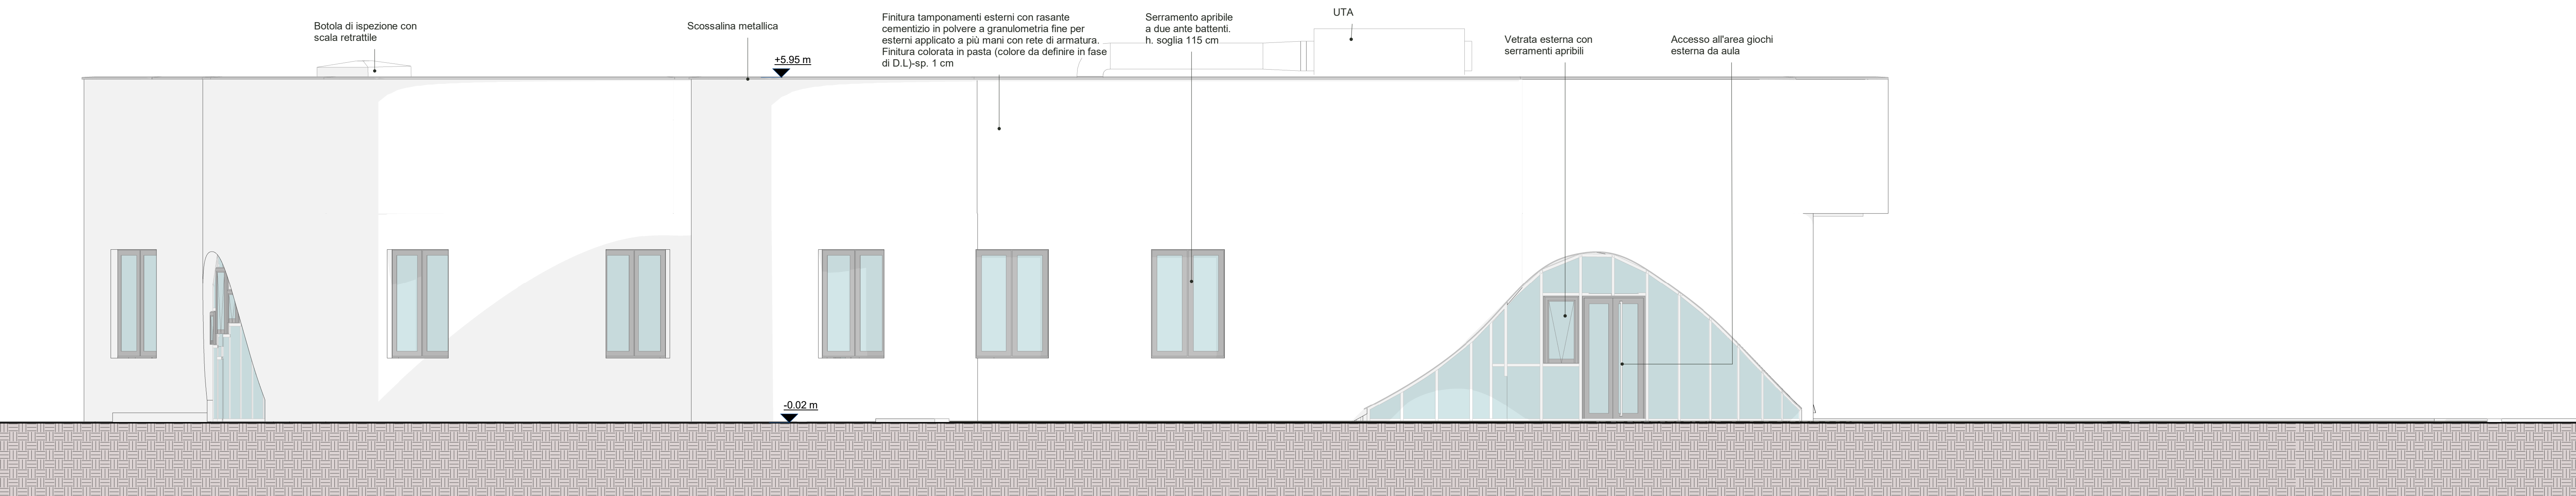 Botola di ispezione con
scala retrattile
Scossalina metallica
+5.95 m
Finitura tamponamenti esterni con rasante
cementizio in polvere a granulometria fine per
esterni applicato a più mani con rete di armatura.
Finitura colorata in pasta (colore da definire in fase
di D.L)-sp. 1 cm
Serramento apribile
a due ante battenti.
h. soglia 115 cm
UTA
Vetrata esterna con
serramenti apribili
Accesso all'area giochi
esterna da aula
-0.02 m